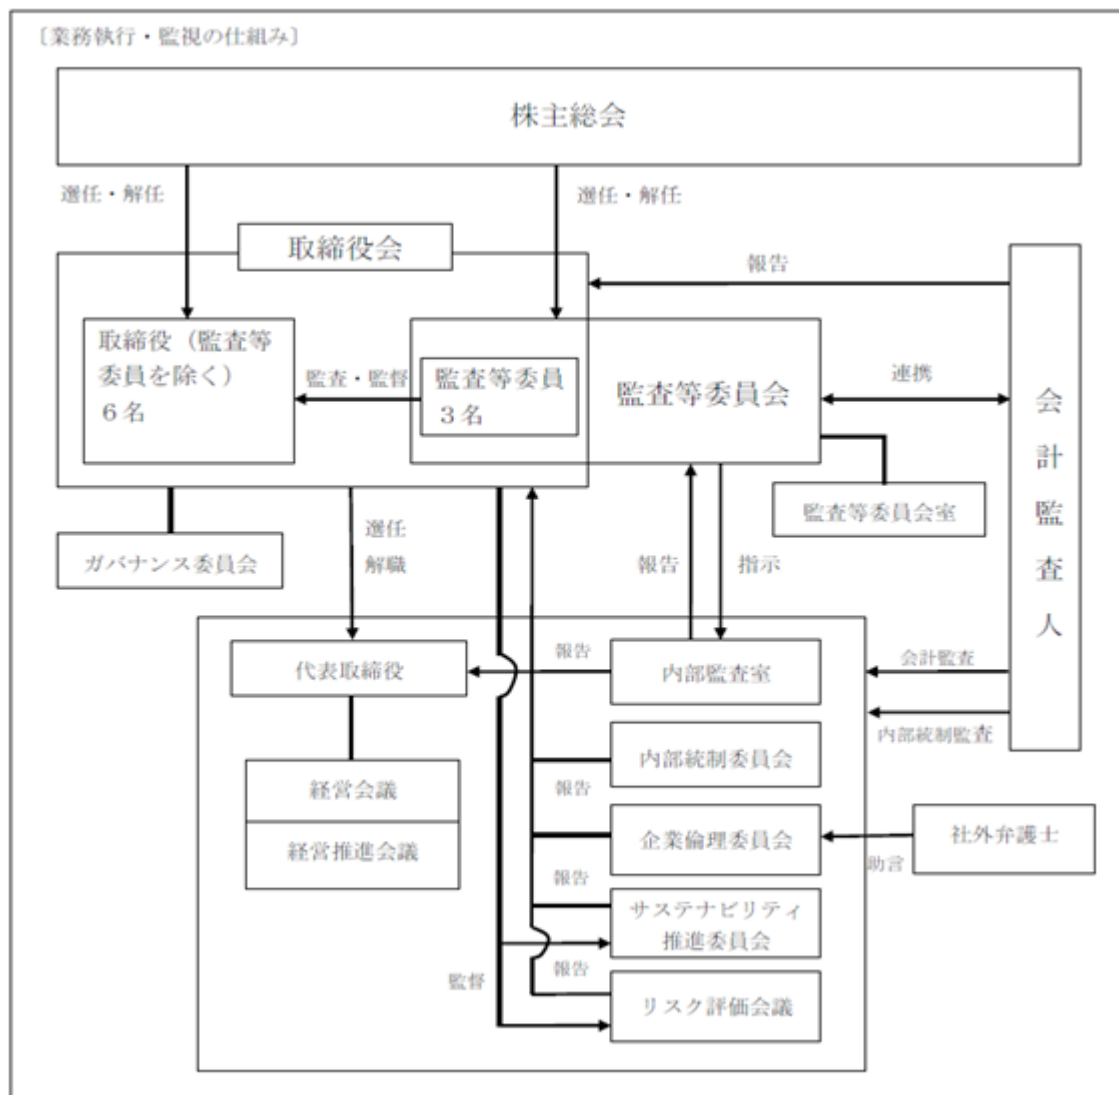 〔業務執行・監視の仕組み〕
株主総会
選任・解任
選任・解任
取締役会
報告
取締役（監査等
委員を除く）
６名
監査・監督
監査等委員
３名
監査等委員会
連携
会計監査人
監査等委員会室
ガバナンス委員会
選任
解職
報告
指示
代表取締役
報告
内部監査室
会計監査
内部統制監査
経営会議
経営推進会議
内部統制委員会
報告
企業倫理委員会
社外弁護士
助言
報告
サステナビリティ
推進委員会
監督
報告
リスク評価会議